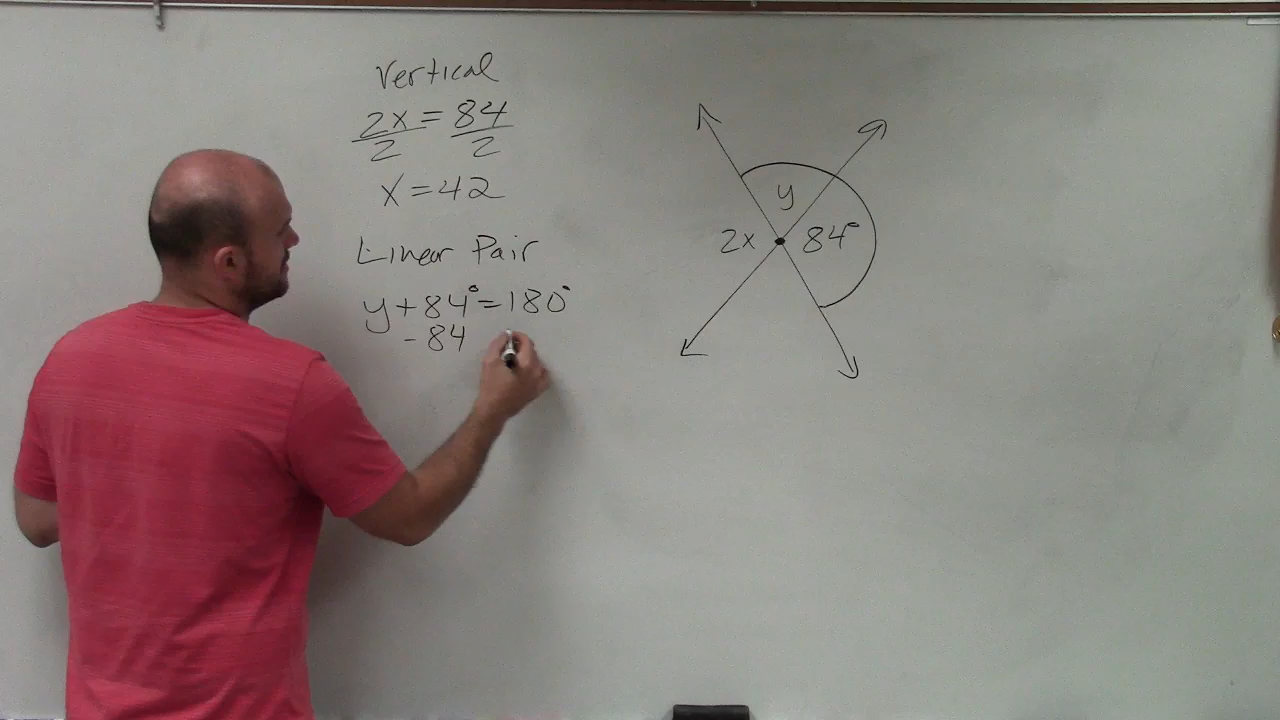 Vertical
2x = 84
2 2
x = 42
Linear Pair
y + 84° = 180°
- 84
y
2x 84°